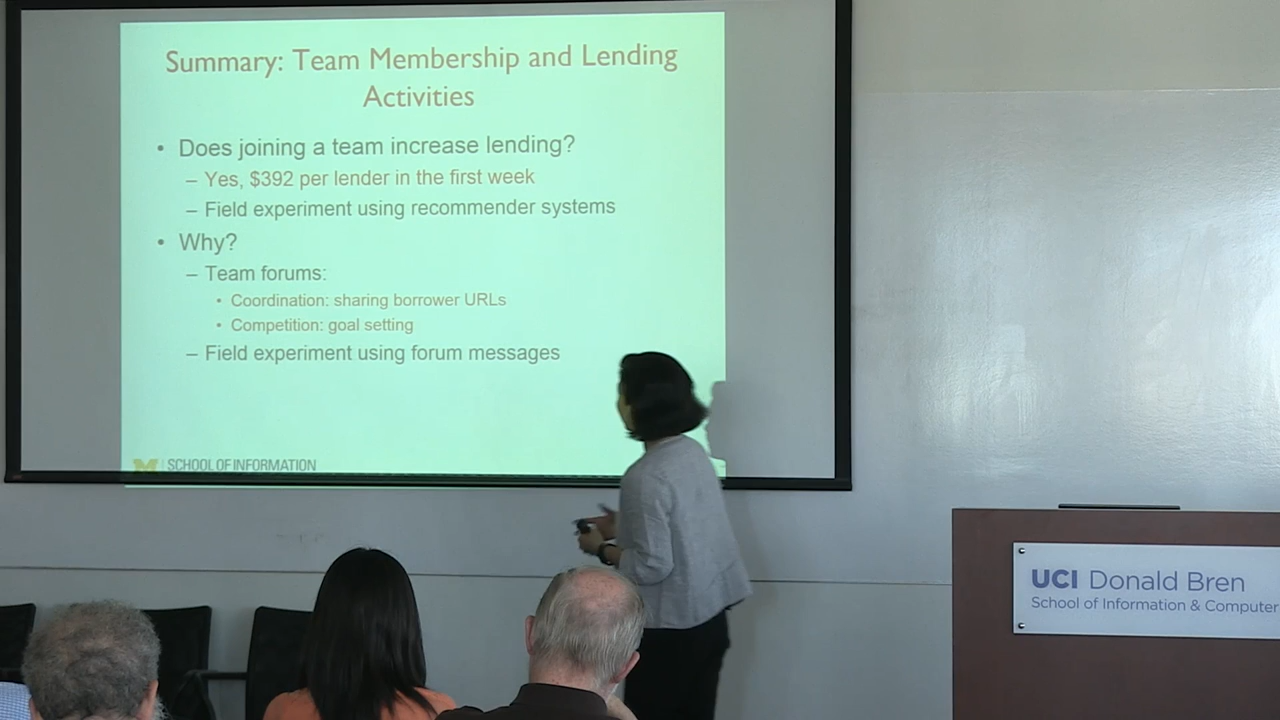 Summary: Team Membership and Lending
Activities
• Does joining a team increase lending?
– Yes, $392 per lender in the first week
– Field experiment using recommender systems
• Why?
– Team forums:
• Coordination: sharing borrower URLs
• Competition: goal setting
– Field experiment using forum messages
M | SCHOOL OF INFORMATION
UCI Donald Bren
School of Information & Computer